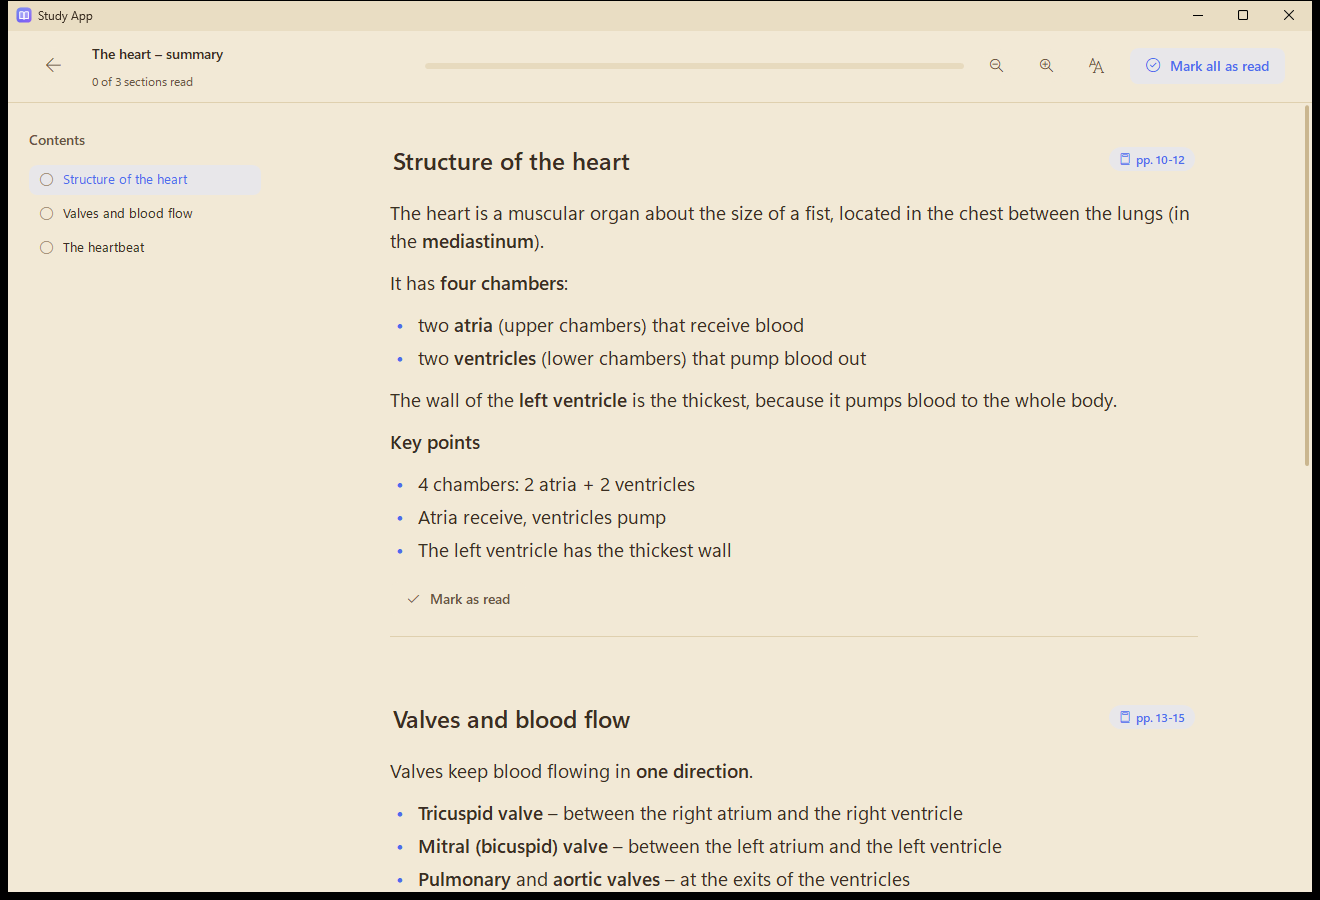 Study App
The heart – summary
0 of 3 sections read
Mark all as read
Contents
Structure of the heart
Valves and blood flow
The heartbeat
Structure of the heart
pp. 10-12
The heart is a muscular organ about the size of a fist, located in the chest between the lungs (in
the mediastinum).
It has four chambers:
• two atria (upper chambers) that receive blood
• two ventricles (lower chambers) that pump blood out
The wall of the left ventricle is the thickest, because it pumps blood to the whole body.
Key points
• 4 chambers: 2 atria + 2 ventricles
• Atria receive, ventricles pump
• The left ventricle has the thickest wall
Mark as read
Valves and blood flow
pp. 13-15
Valves keep blood flowing in one direction.
• Tricuspid valve – between the right atrium and the right ventricle
• Mitral (bicuspid) valve – between the left atrium and the left ventricle
• Pulmonary and aortic valves – at the exits of the ventricles